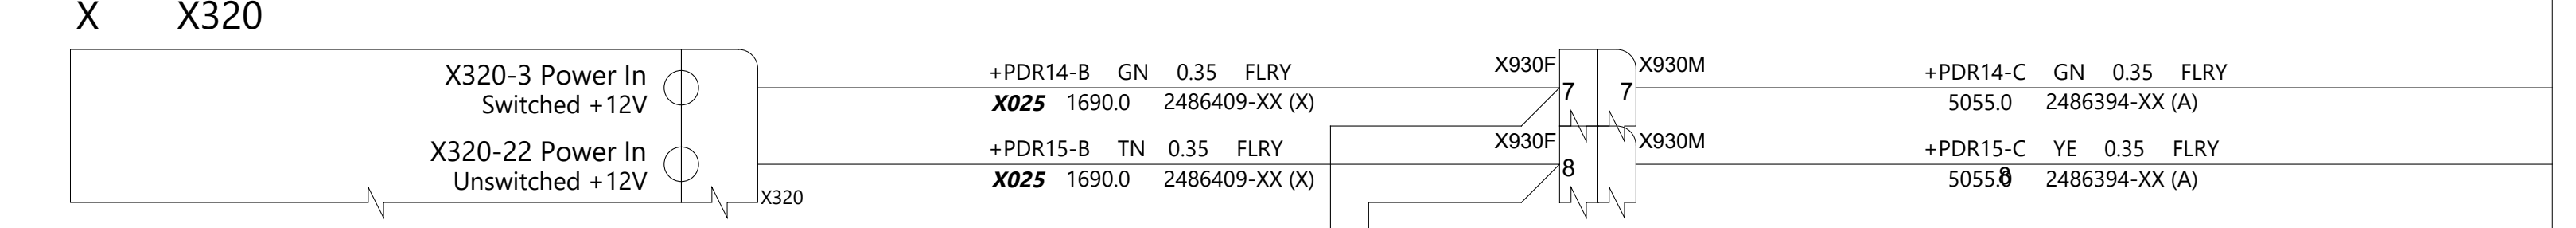 X X320
X320-3 Power In
Switched +12V
+PDR14-B GN 0.35 FLRY
X025 1690.0 2486409-XX (X)
X930F
7
7
X930M
+PDR14-C GN 0.35 FLRY
5055.0 2486394-XX (A)
X320-22 Power In
Unswitched +12V
X320
+PDR15-B TN 0.35 FLRY
X025 1690.0 2486409-XX (X)
X930F
8
X930M
+PDR15-C YE 0.35 FLRY
5055.0 2486394-XX (A)
8